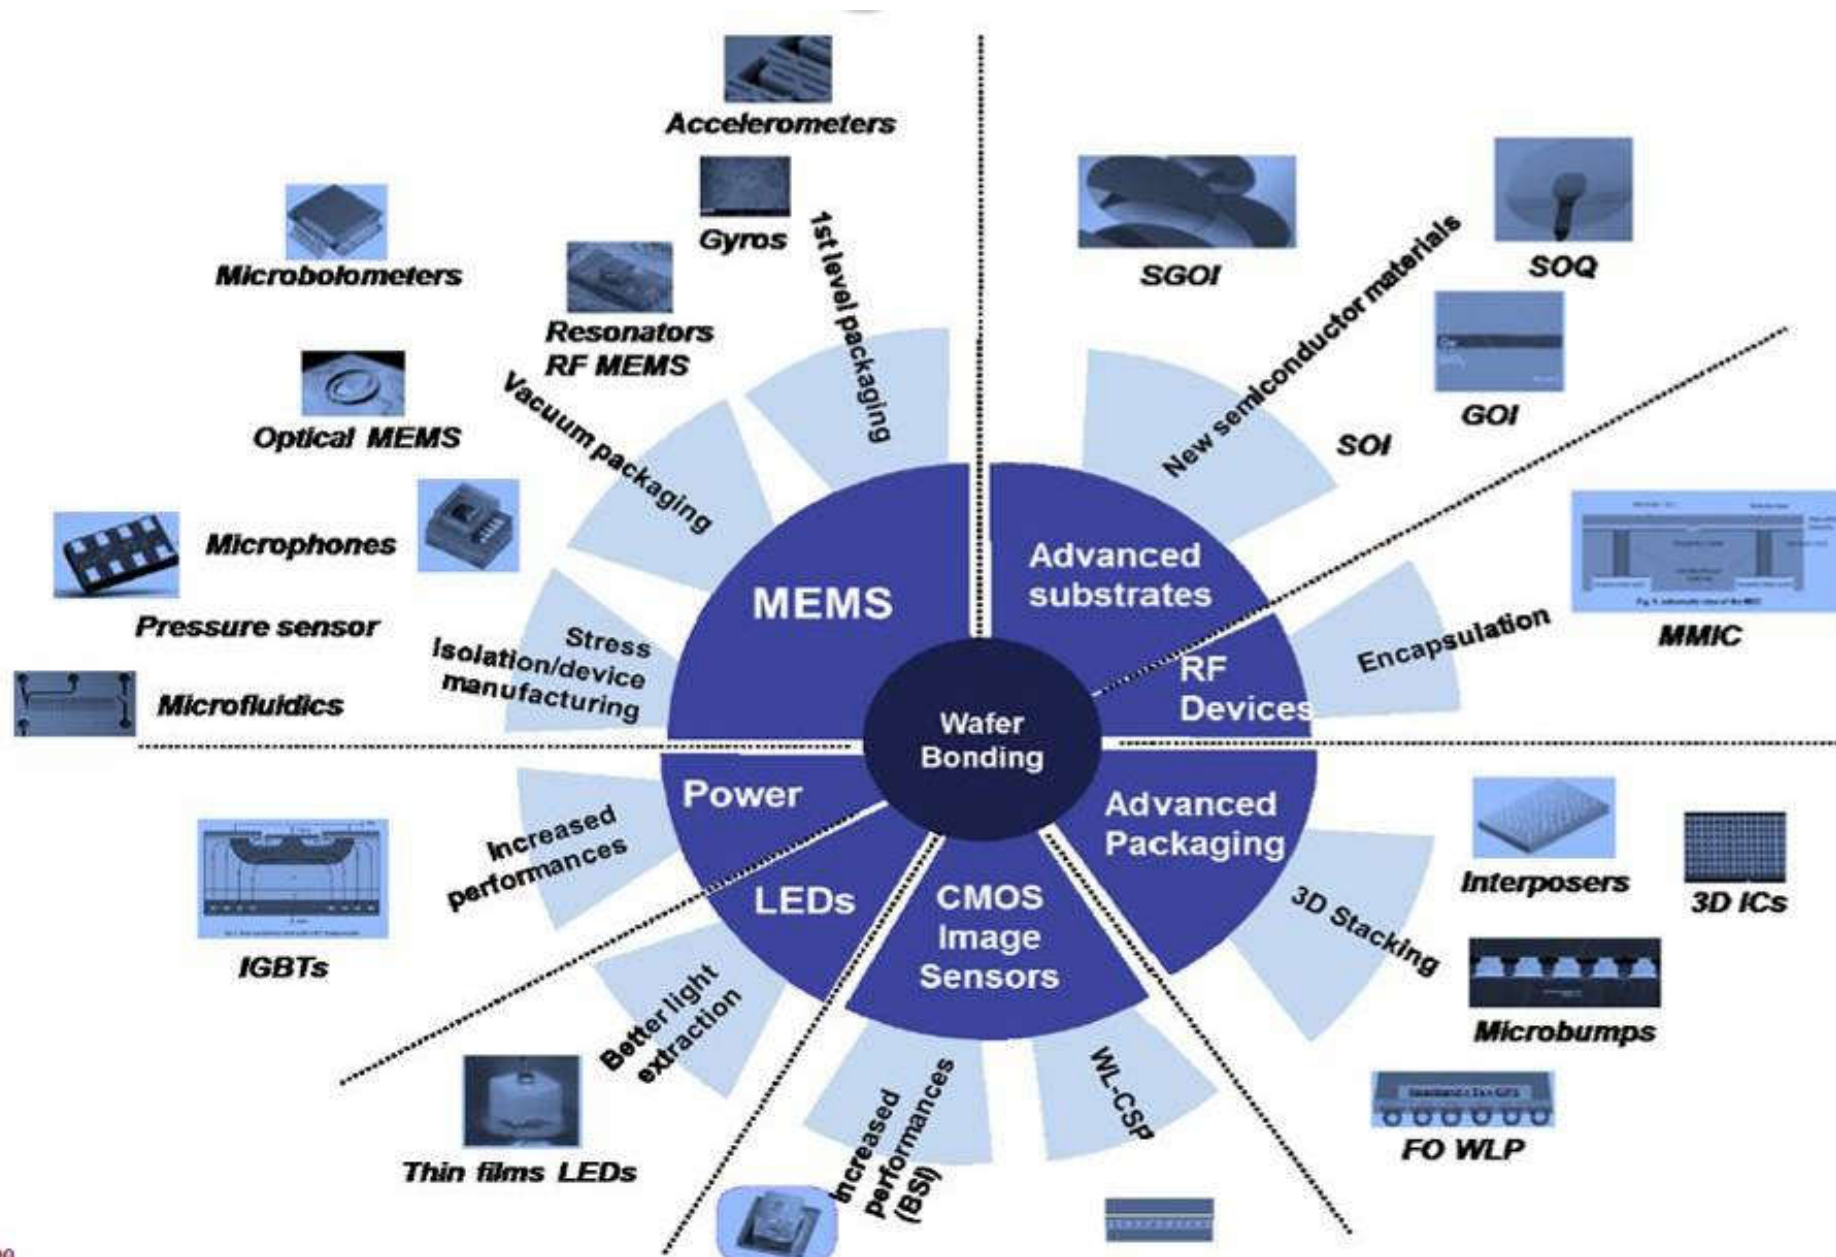 Accelerometers
Gyros
Microbolometers
Resonators
RF MEMS
Optical MEMS
Microphones
Pressure sensor
Microfluidics
1st level packaging
Vacuum packaging
Stress
isolation/device
manufacturing
MEMS
SGOI
SOQ
GOI
SOI
New semiconductor materials
Advanced
substrates
MMIC
Encapsulation
RF
Devices
Wafer
Bonding
Power
Increased
performances
IGBTs
LEDs
Better light
extraction
Thin films LEDs
CMOS
Image
Sensors
Increased
performances
(BSI)
WL-CSP
Advanced
Packaging
3D Stacking
Interposers
3D ICs
Microbumps
FO WLP